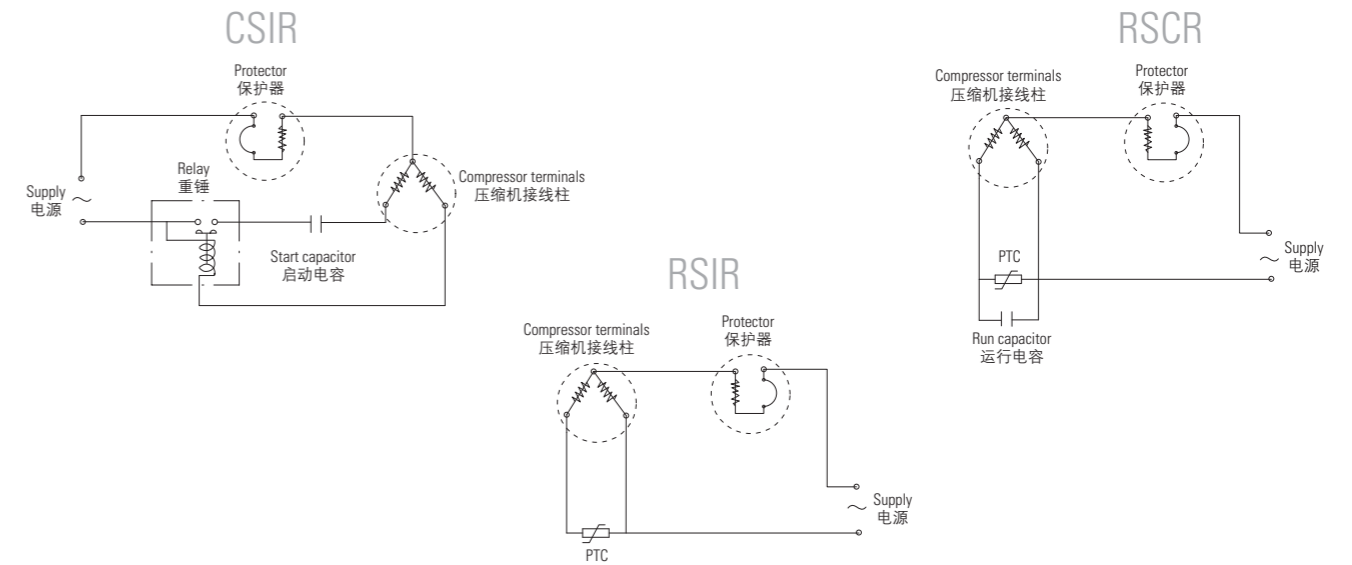 CSIR
Protector
保护器
Relay
重锤
Supply
电源
Compressor terminals
压缩机接线柱
Start capacitor
启动电容
RSIR
Compressor terminals
压缩机接线柱
Protector
保护器
Supply
电源
PTC
RSCR
Compressor terminals
压缩机接线柱
Protector
保护器
Supply
电源
PTC
Run capacitor
运行电容